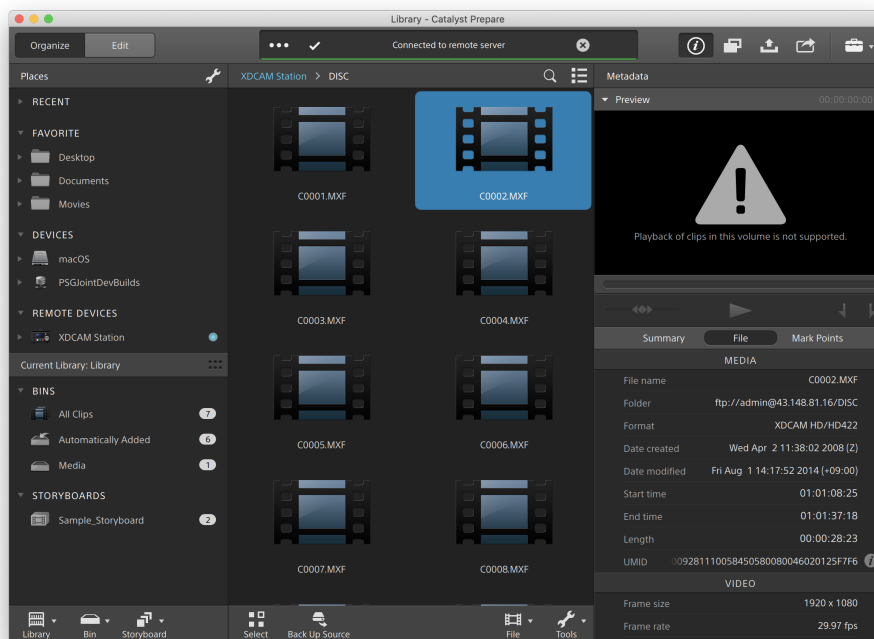 Library - Catalyst Prepare
Organize
Edit
Connected to remote server
Places
XDCAM Station > DISC
Metadata
RECENT
Preview
00:00:00:00
FAVORITE
Desktop
Documents
Movies
C0001.MXF
C0002.MXF
Playback of clips in this volume is not supported.
DEVICES
macOS
PSGJointDevBuilds
REMOTE DEVICES
XDCAM Station
C0003.MXF
C0004.MXF
Summary
File
Mark Points
Current Library: Library
MEDIA
File name C0002.MXF
Folder ftp://admin@43.148.81.16/DISC
Format XDCAM HD/HD422
Date created Wed Apr 2 11:38:02 2008 (Z)
Date modified Fri Aug 1 14:17:52 2014 (+09:00)
Start time 01:01:08:25
End time 01:01:37:18
Length 00:00:28:23
UMID 009281110058450580080046020125F7F6
BINS
All Clips 7
Automatically Added 6
Media 1
C0005.MXF
C0006.MXF
STORYBOARDS
Sample_Storyboard 2
C0007.MXF
C0008.MXF
VIDEO
Frame size 1920 x 1080
Frame rate 29.97 fps
Library
Bin
Storyboard
Select
Back Up Source
File
Tools